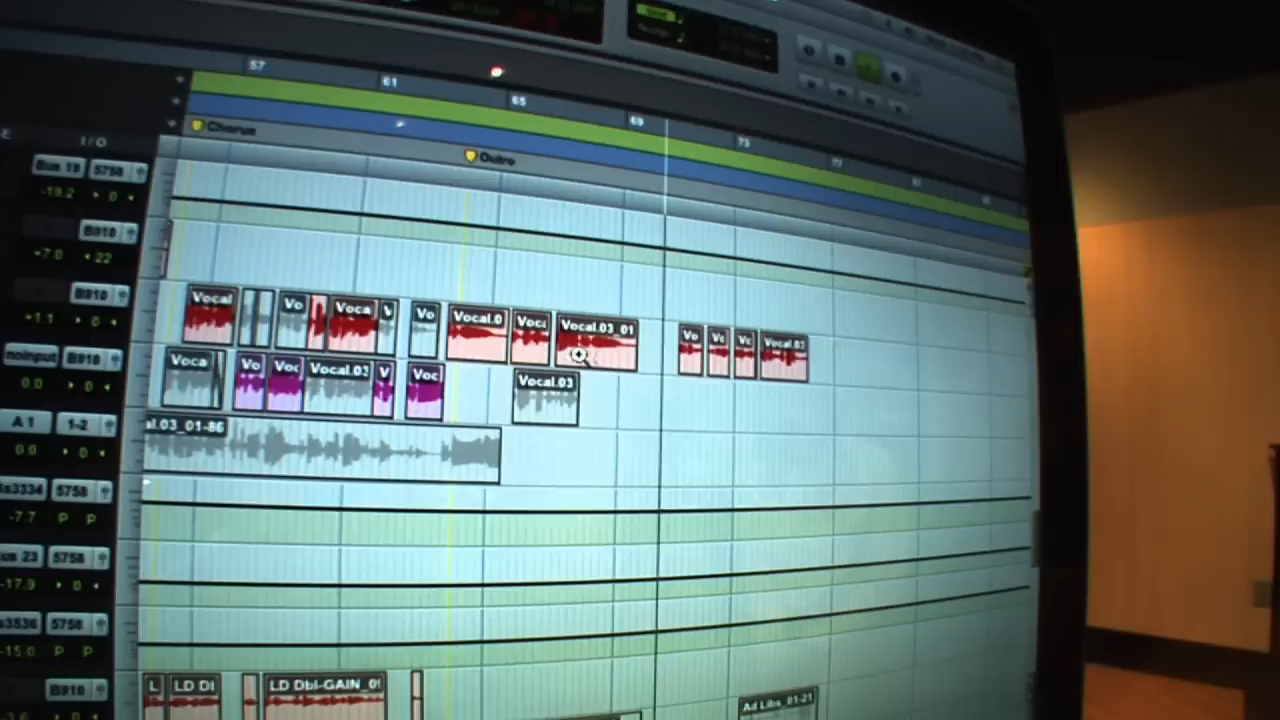 57
61
65
69
73
77
Chorus
Outro
I/O
Bus 19 5758
-19.2 0
B910
+7.0 22
B910
+1.1 0
Vocal Vo Voca V Vo Vocal.0 Voca Vocal.03_01 Vo Vc Vc Vocal.03
noinput B910
0.0 0
Voca Vo Voc Vocal.03 V Voc Vocal.03
A 1 1-2
0.0 0
al.03_01-86
s3334 5758
-7.7 P P
us 23 5758
-17.9 0
s3536 5758
-15.0 P P
B910
L LD Dl LD Dbl-GAIN_01
Ad Libs_01-21